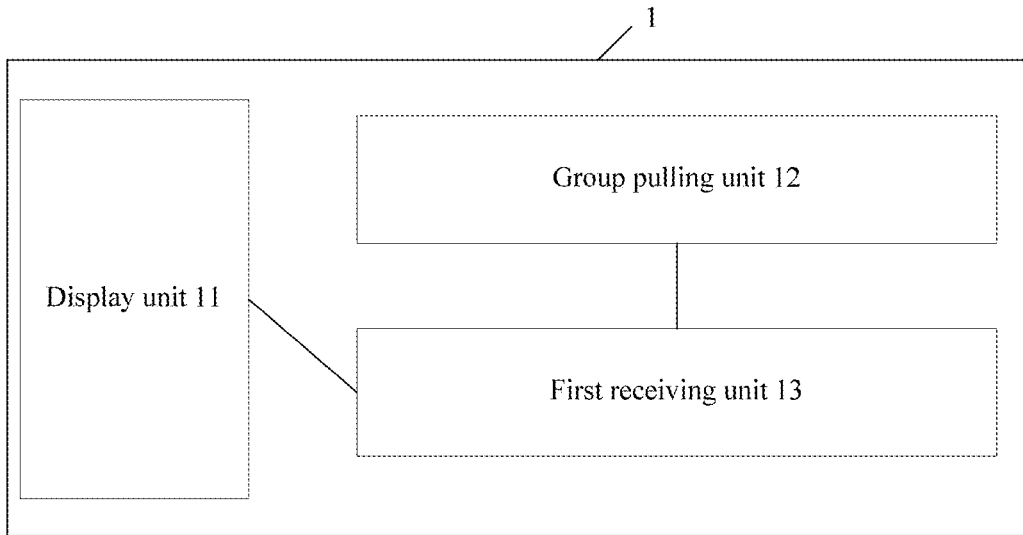 1
Group pulling unit 12
Display unit 11
First receiving unit 13